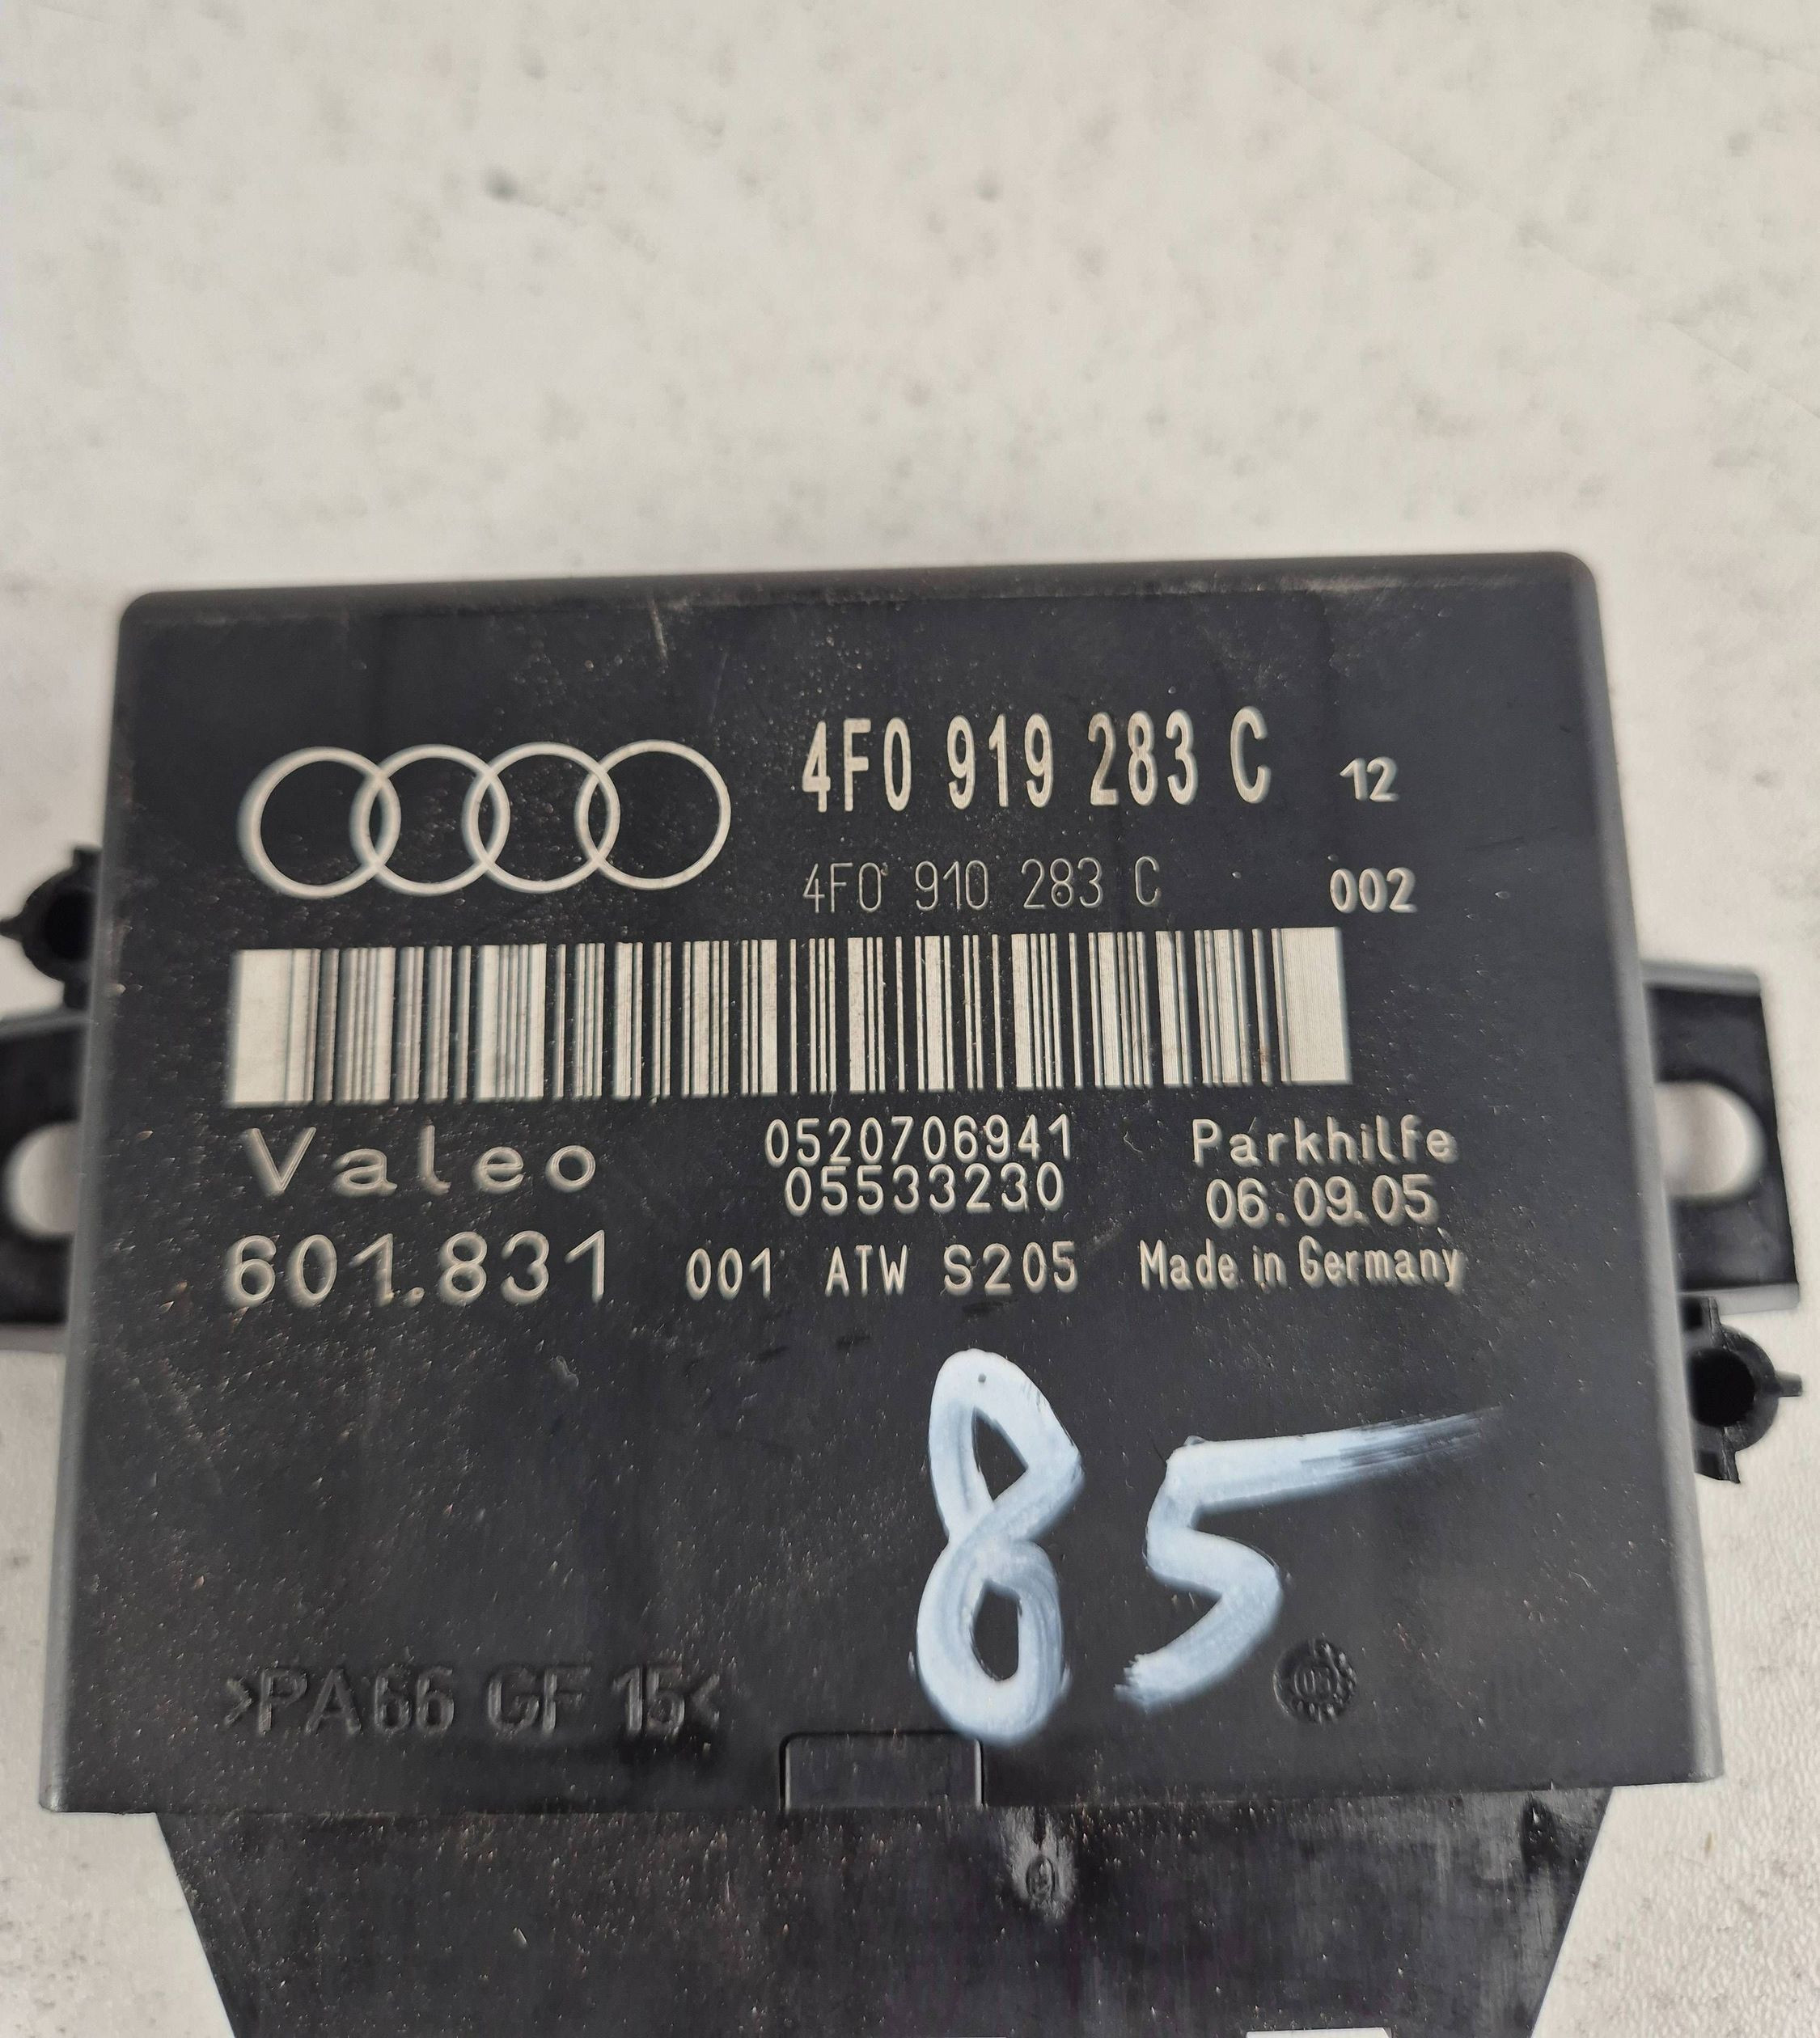 4F0 919 283 C 12
4F0 910 283 C 002
Valeo 0520706941 Parkhilfe
05533230 06.09.05
601.831 001 ATW S205 Made in Germany
85
>PA66 GF 15<